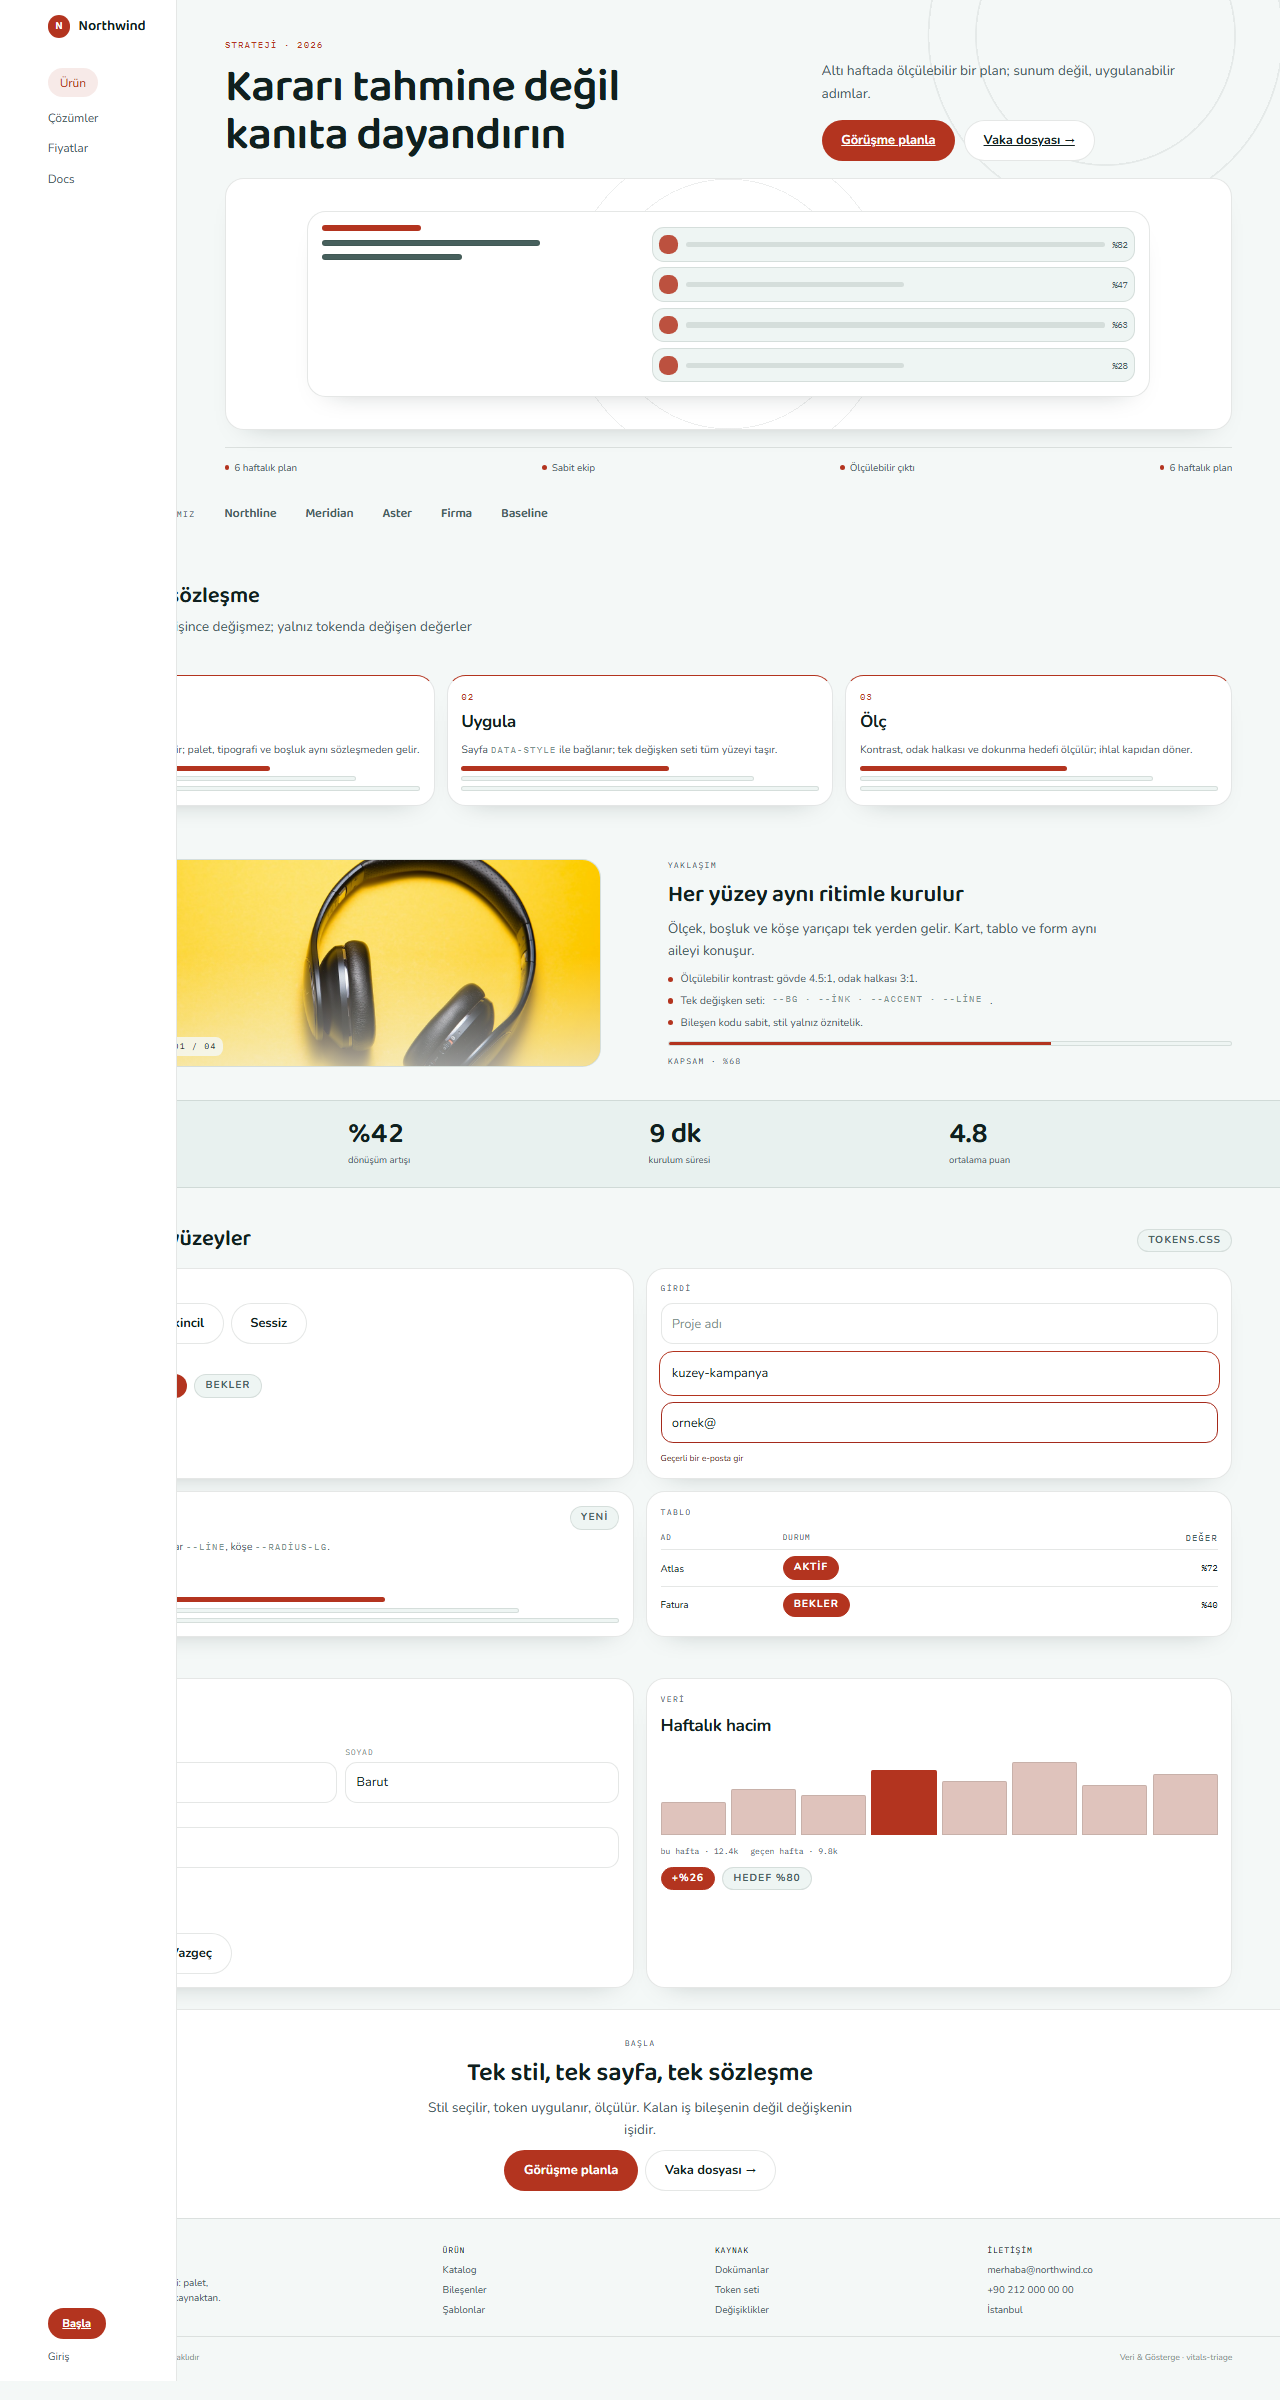 N Northwind
Ürün
Çözümler
Fiyatlar
Docs
STRATEJİ · 2026
Kararı tahmine değil
kanıta dayandırın
Altı haftada ölçülebilir bir plan; sunum değil, uygulanabilir
adımlar.
Görüşme planla
Vaka dosyası →
%82
%47
%63
%28
6 haftalık plan
Sabit ekip
Ölçülebilir çıktı
6 haftalık plan
MIZ
Northline
Meridian
Aster
Firma
Baseline
sözleşme
işince değişmez; yalnız tokenda değişen değerler
ir; palet, tipografi ve boşluk aynı sözleşmeden gelir.
02
Uygula
Sayfa DATA-STYLE ile bağlanır; tek değişken seti tüm yüzeyi taşır.
03
Ölç
Kontrast, odak halkası ve dokunma hedefi ölçülür; ihlal kapıdan döner.
01 / 04
YAKLAŞIM
Her yüzey aynı ritimle kurulur
Ölçek, boşluk ve köşe yarıçapı tek yerden gelir. Kart, tablo ve form aynı
aileyi konuşur.
Ölçülebilir kontrast: gövde 4.5:1, odak halkası 3:1.
Tek değişken seti: --BG · --İNK · --ACCENT · --LİNE .
Bileşen kodu sabit, stil yalnız öznitelik.
KAPSAM · %68
%42
dönüşüm artışı
9 dk
kurulum süresi
4.8
ortalama puan
yüzeyler
TOKENS.CSS
kincil
Sessiz
BEKLER
GİRDİ
Proje adı
kuzey-kampanya
ornek@
Geçerli bir e-posta gir
YENİ
ar --LİNE, köşe --RADİUS-LG.
TABLO
AD DURUM DEĞER
Atlas AKTİF %72
Fatura BEKLER %40
SOYAD
Barut
Vazgeç
VERİ
Haftalık hacim
bu hafta · 12.4k geçen hafta · 9.8k
+%26
HEDEF %80
BAŞLA
Tek stil, tek sayfa, tek sözleşme
Stil seçilir, token uygulanır, ölçülür. Kalan iş bileşenin değil değişkenin
işidir.
Görüşme planla
Vaka dosyası →
i: palet,
kaynaktan.
ÜRÜN
Katalog
Bileşenler
Şablonlar
KAYNAK
Dokümanlar
Token seti
Değişiklikler
İLETİŞİM
merhaba@northwind.co
+90 212 000 00 00
İstanbul
Başla
Giriş
aklıdır
Veri & Gösterge · vitals-triage